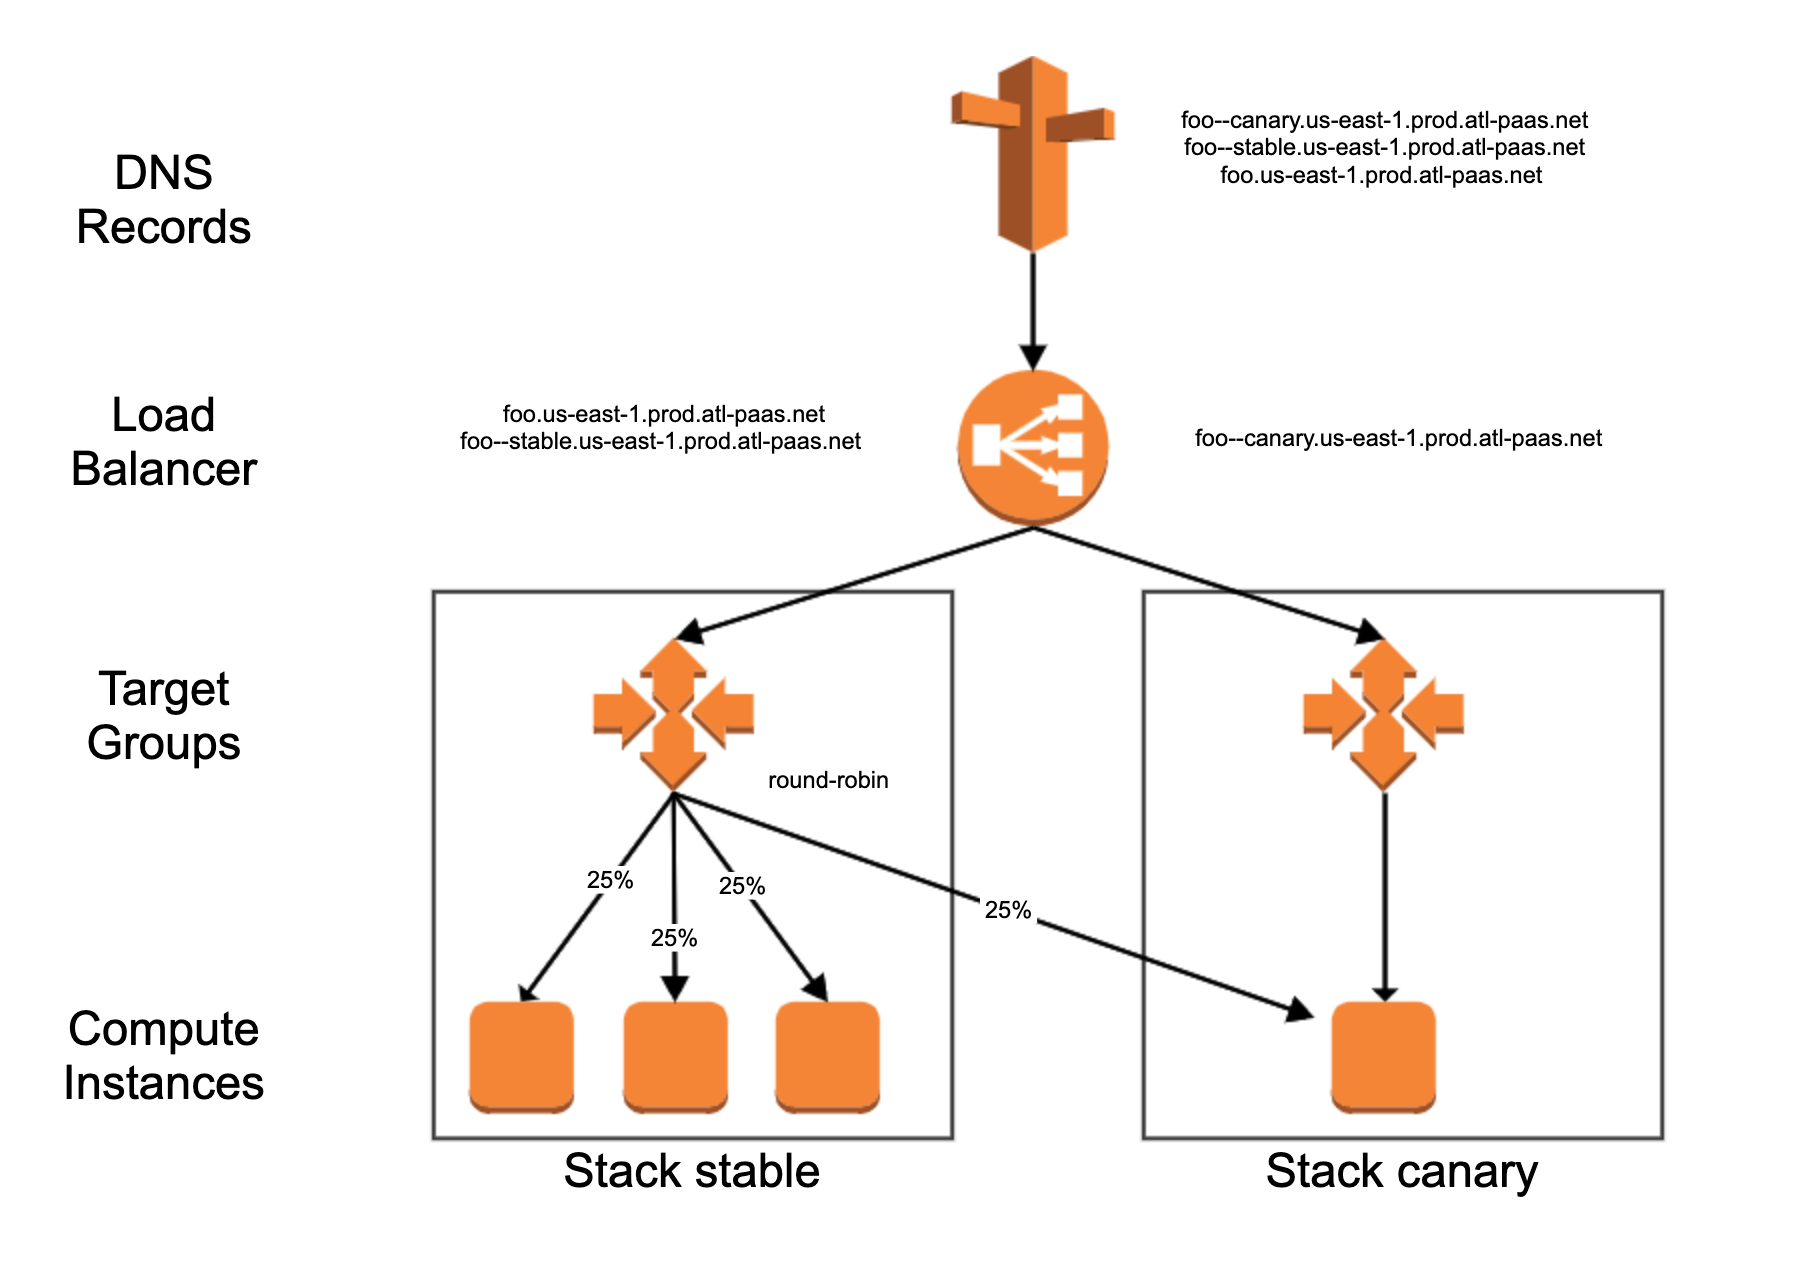 DNS
Records
foo--canary.us-east-1.prod.atl-paas.net
foo--stable.us-east-1.prod.atl-paas.net
foo.us-east-1.prod.atl-paas.net
Load
Balancer
foo.us-east-1.prod.atl-paas.net
foo--stable.us-east-1.prod.atl-paas.net
foo--canary.us-east-1.prod.atl-paas.net
Target
Groups
round-robin
25%
25%
25%
25%
Compute
Instances
Stack stable
Stack canary